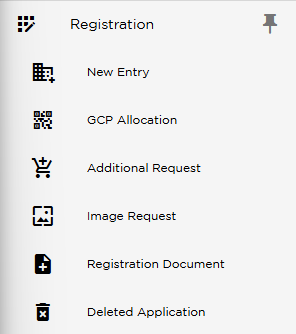 Registration
New Entry
GCP Allocation
Additional Request
Image Request
Registration Document
Deleted Application